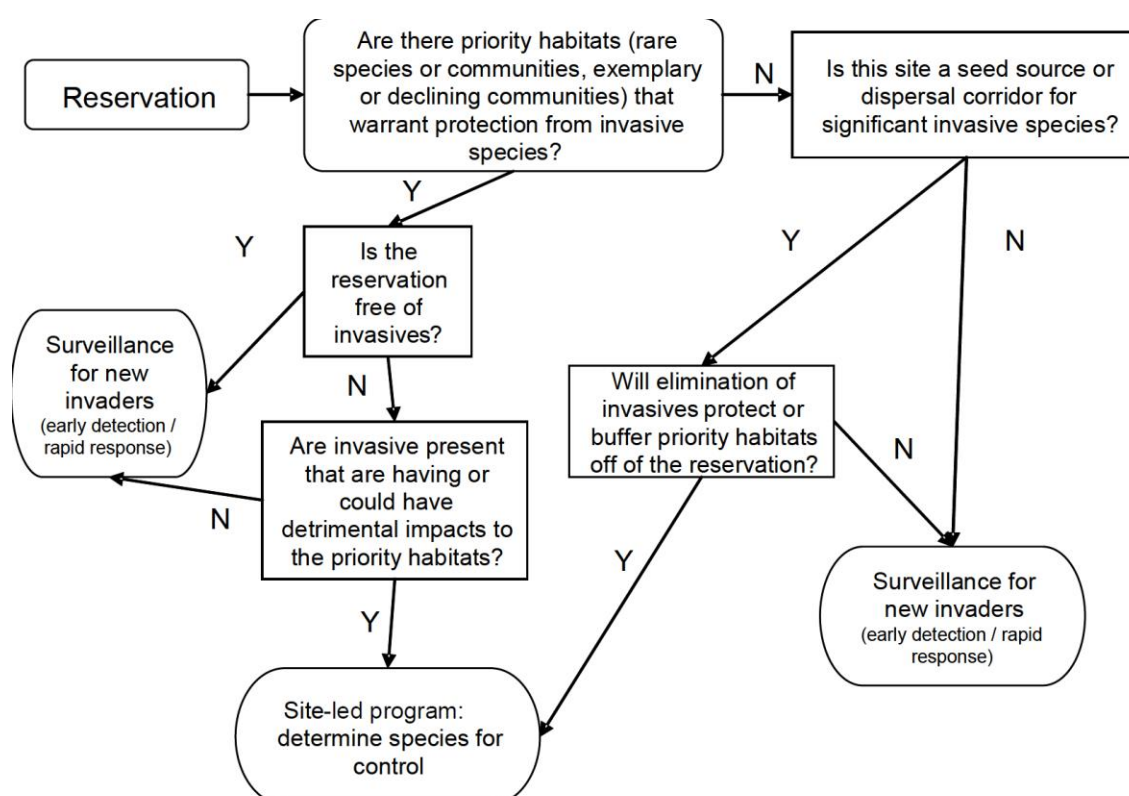 Reservation
Are there priority habitats (rare
species or communities, exemplary
or declining communities) that
warrant protection from invasive
species?
N
Is this site a seed source or
dispersal corridor for
significant invasive species?
Y
Y
Is the
reservation
free of
invasives?
Y
N
Surveillance
for new
invaders
(early detection /
rapid response)
N
Are invasive present
that are having or
could have
detrimental impacts to
the priority habitats?
N
Will elimination of
invasives protect or
buffer priority habitats
off of the reservation?
N
Y
Y
Surveillance for
new invaders
(early detection / rapid
response)
Site-led program:
determine species for
control